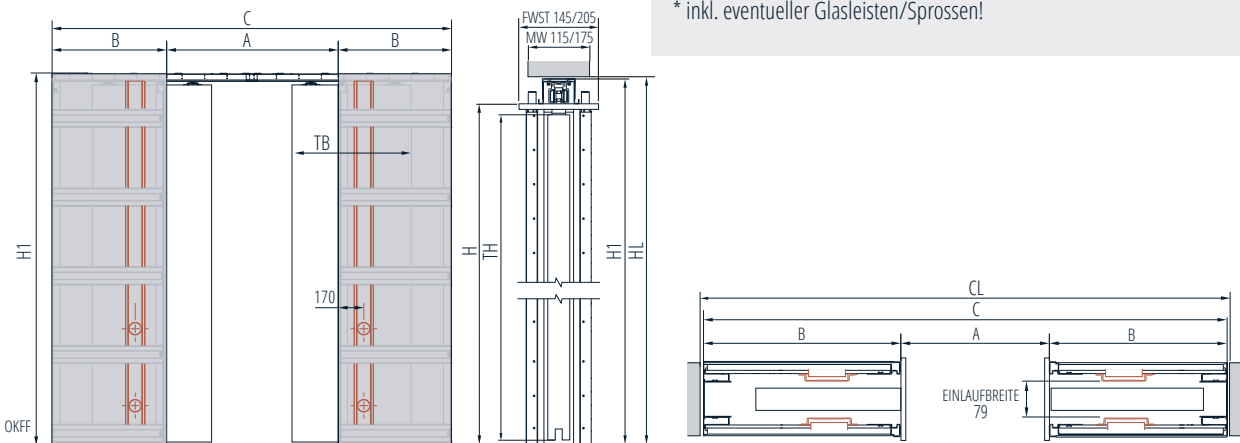 * inkl. eventueller Glasleisten/Sprossen!
C
B
A
B
H1
TB
170
OKFF
FWST 145/205
MW 115/175
H
TH
H1
HL
CL
C
B
A
B
EINLAUFBREITE
79